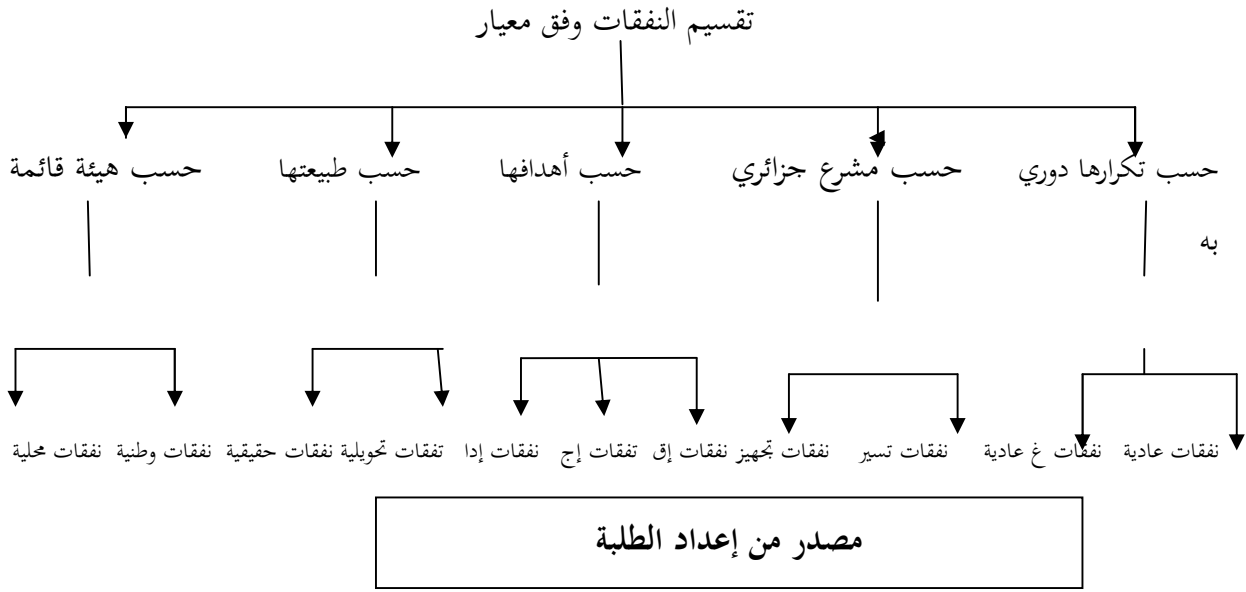 تقسيم النفقات وفق معيار
حسب تكرارها دوري حسب مشرع جزائري حسب أهدافها حسب طبيعتها حسب هيئة قائمة
به
نفقات عادية نفقات غ عادية نفقات تسير نفقات تجهيز نفقات إق تفقات إج نفقات إدا تفقات تحويلية نفقات حقيقية نفقات وطنية نفقات محلية
مصدر من إعداد الطلبة